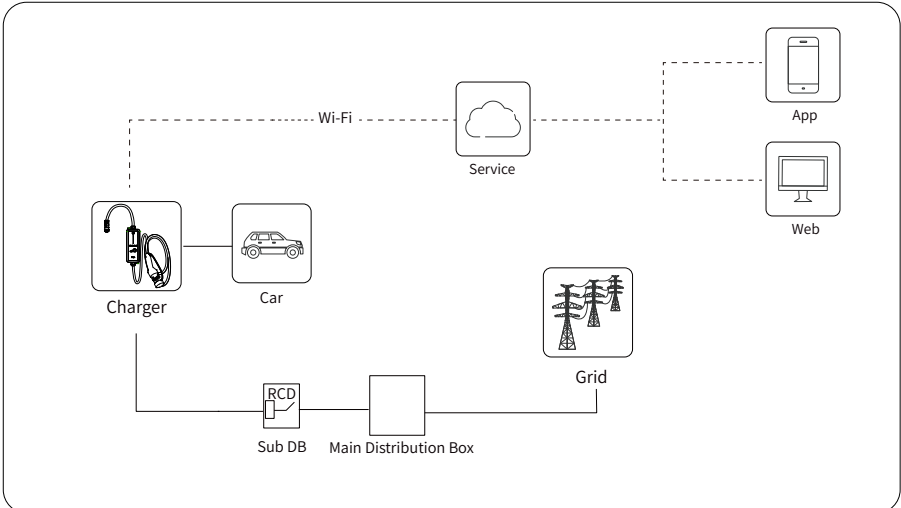 App
Wi-Fi
Service
Web
Charger
Car
Grid
RCD
Sub DB
Main Distribution Box